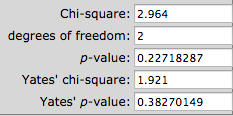 Chi-square: 2.964
degrees of freedom: 2
p-value: 0.22718287
Yates' chi-square: 1.921
Yates' p-value: 0.38270149